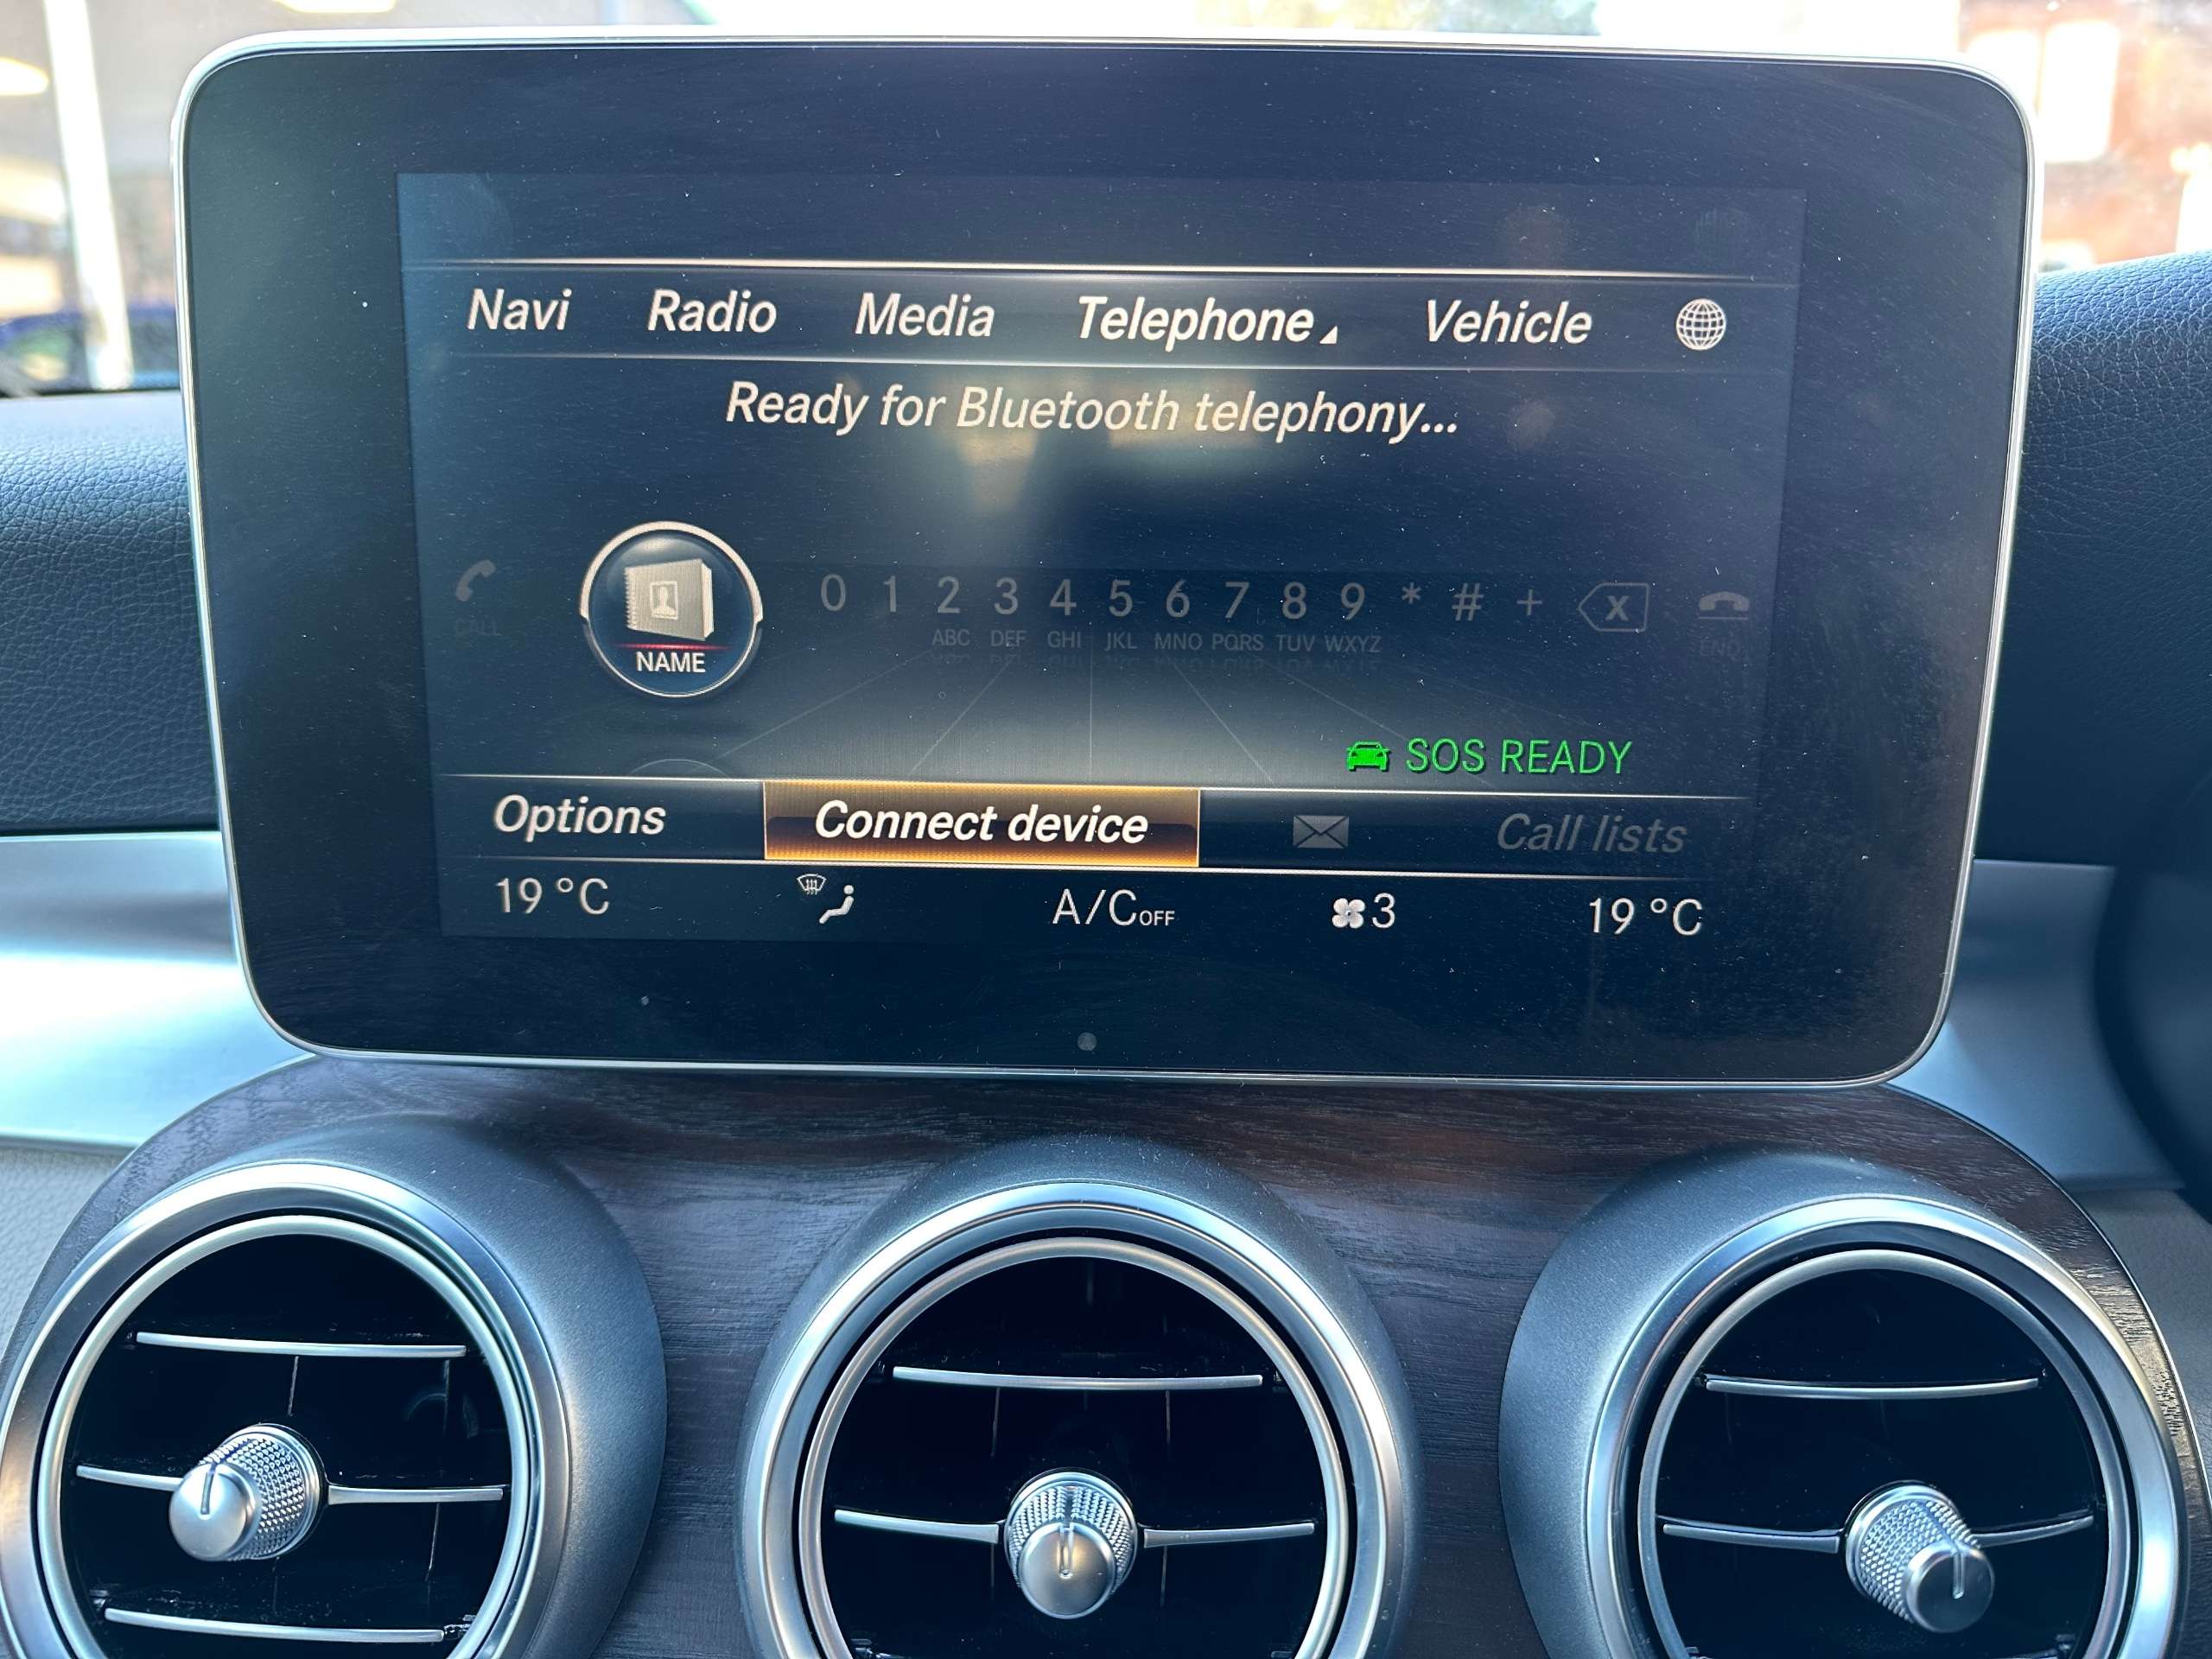 Navi Radio Media Telephone Vehicle
Ready for Bluetooth telephony...
0 1 2 3 4 5 6 7 8 9 * # + X
CALL ABC DEF GHI JKL MNO PQRS TUV WXYZ END
NAME
SOS READY
Options Connect device Call lists
19 °C A/C OFF 3 19 °C